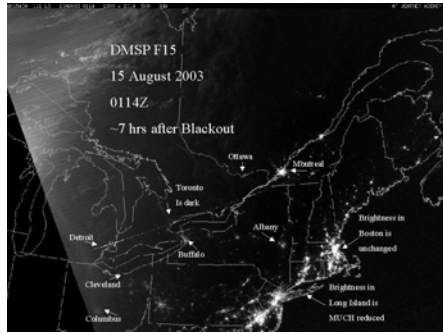 DMSP F15
15 August 2003
0114Z
~7 hrs after Blackout
Ottawa
Montreal
Toronto
Is dark
Detroit
Buffalo
Albany
Brightness in
Boston is
unchanged
Cleveland
Columbus
Brightness in
Long Island is
MUCH reduced